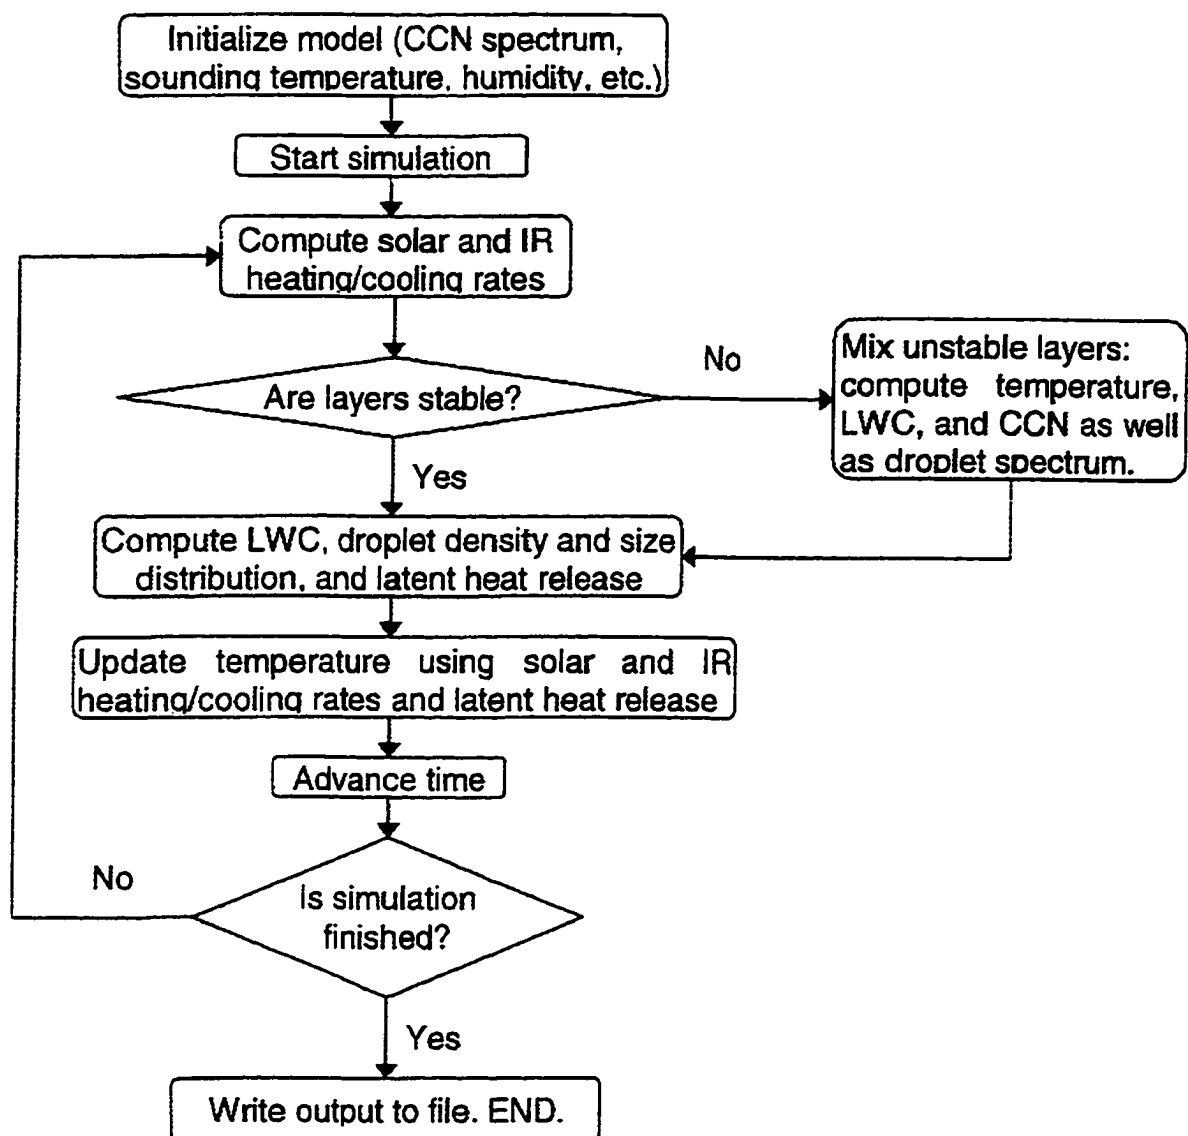 Initialize model (CCN spectrum,
sounding temperature, humidity, etc.)
Start simulation
Compute solar and IR
heating/cooling rates
Are layers stable?
No
Mix unstable layers:
compute temperature,
LWC, and CCN as well
as droplet spectrum.
Yes
Compute LWC, droplet density and size
distribution, and latent heat release
Update temperature using solar and IR
heating/cooling rates and latent heat release
Advance time
Is simulation
finished?
No
Yes
Write output to file. END.